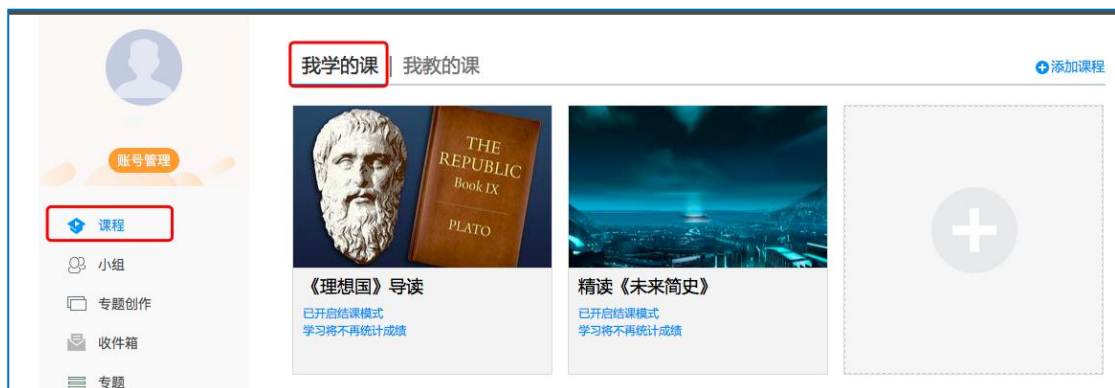 账号管理
课程
小组
专题创作
收件箱
专题
我学的课 | 我教的课
添加课程
THE
REPUBLIC
Book IX
PLATO
《理想国》导读
已开启结课模式
学习将不再统计成绩
精读《未来简史》
已开启结课模式
学习将不再统计成绩